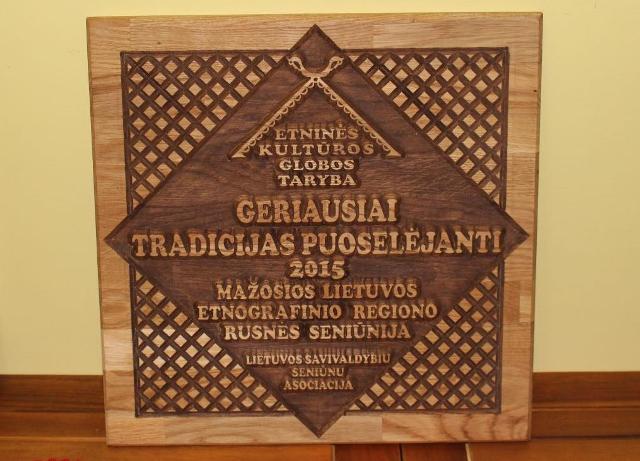 ETNINĖS
KULTŪROS
GLOBOS
TARYBA
GERIAUSIAI
TRADICIJAS PUOSELĖJANTI
2015
MAŽOSIOS LIETUVOS
ETNOGRAFINIO REGIONO
RUSNĖS SENIŪNIJA
LIETUVOS SAVIVALDYBIŲ
SENIŪNŲ
ASOCIACIJA